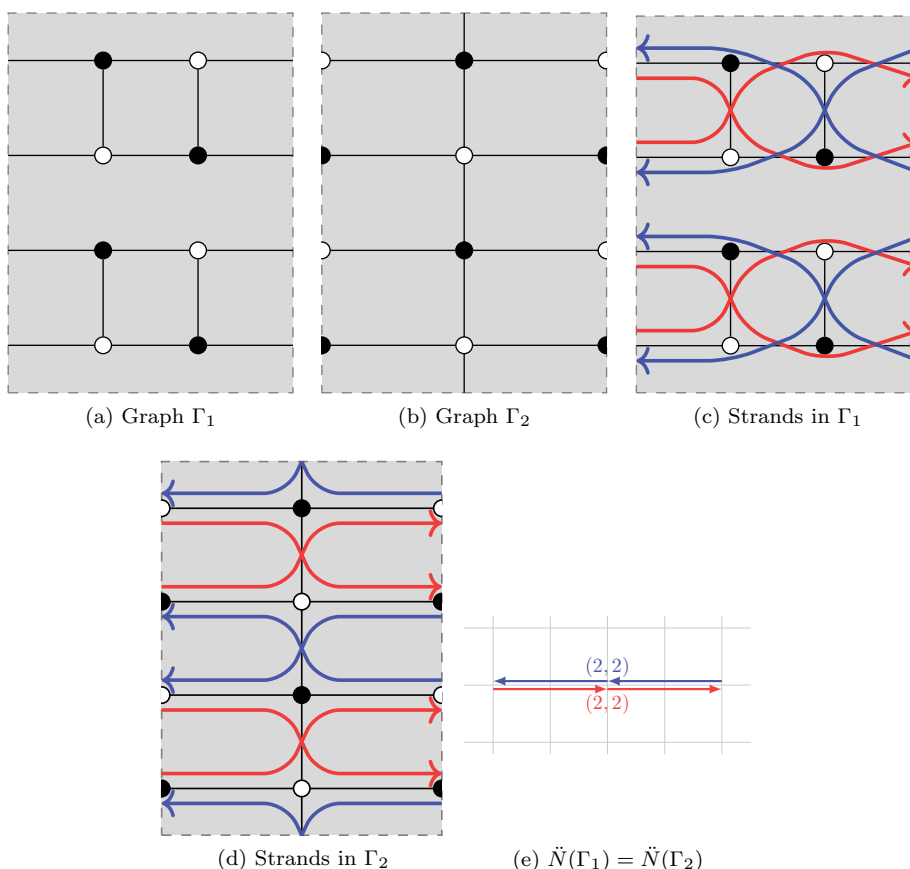 (a) Graph Γ₁
(b) Graph Γ₂
(c) Strands in Γ₁
(2, 2)
(2, 2)
(d) Strands in Γ₂
(e) N̈(Γ₁) = N̈(Γ₂)